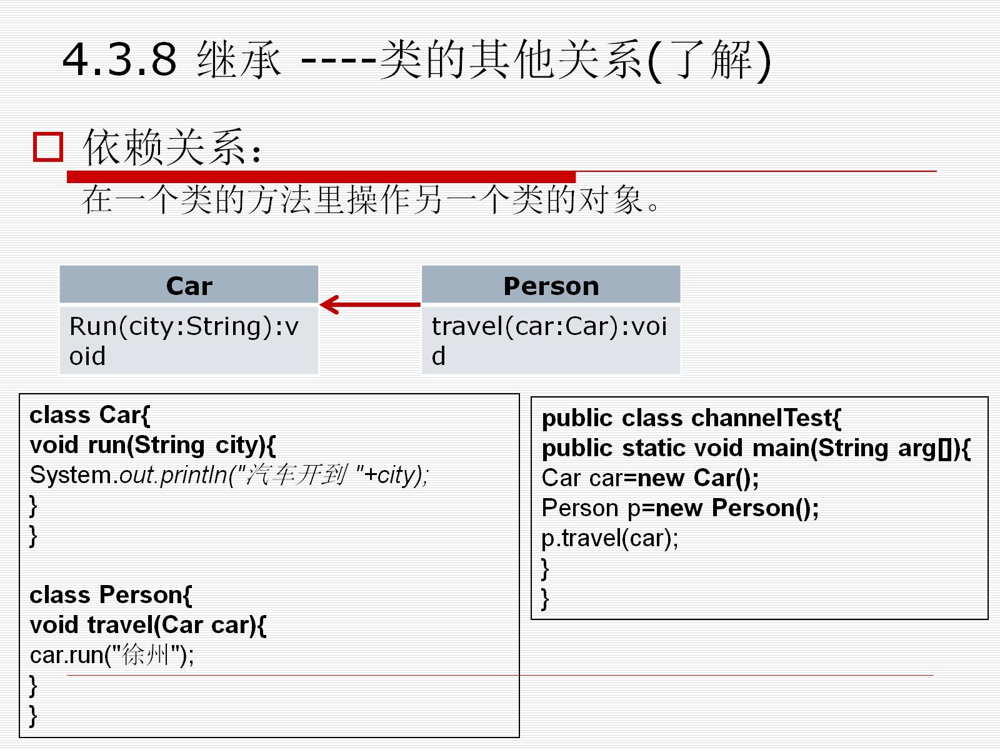 4.3.8 继承 ----类的其他关系(了解)
依赖关系：
在一个类的方法里操作另一个类的对象。
Car
Run(city:String):v
oid
Person
travel(car:Car):voi
d
class Car{
void run(String city){
System.out.println("汽车开到 "+city);
}
}
class Person{
void travel(Car car){
car.run("徐州");
}
}
public class channelTest{
public static void main(String arg[]){
Car car=new Car();
Person p=new Person();
p.travel(car);
}
}